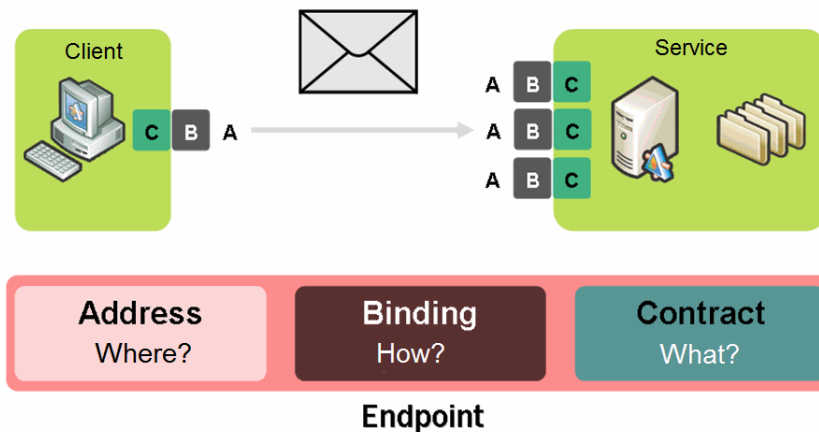 Client
Service
A B C
C B A
A B C
A B C
Address
Where?
Binding
How?
Contract
What?
Endpoint